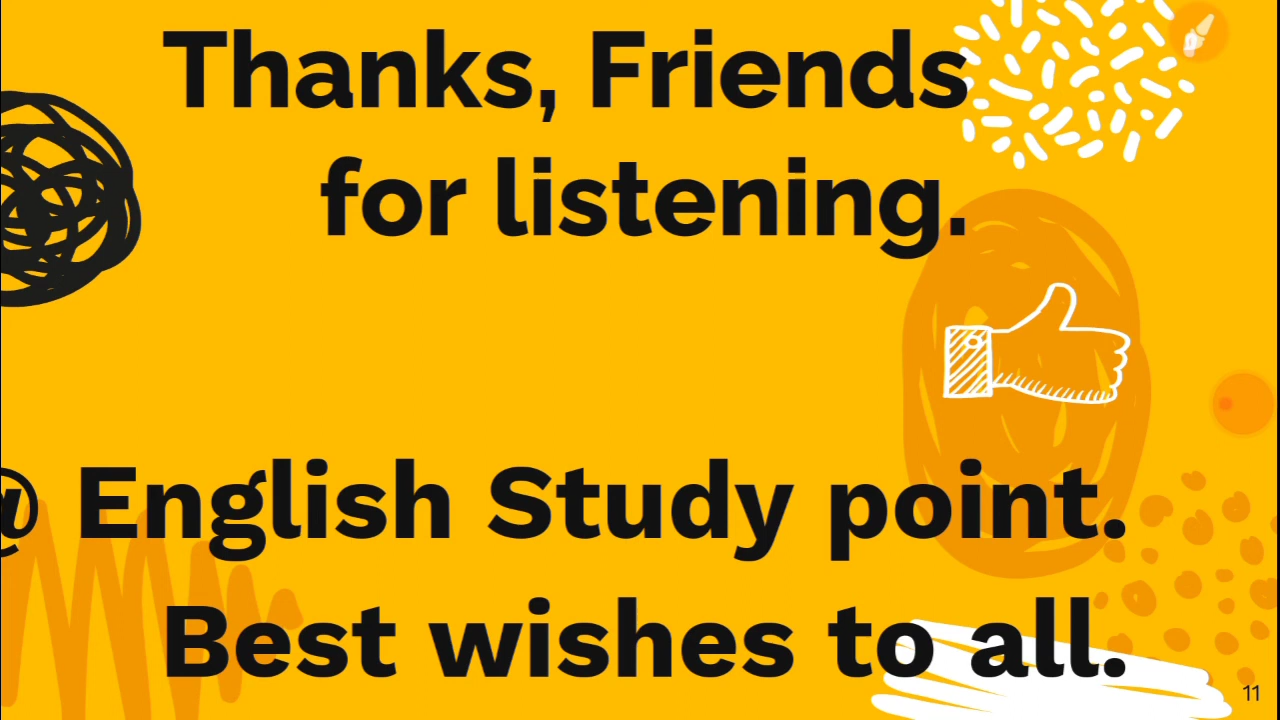 Thanks, Friends
for listening.
@ English Study point.
Best wishes to all.
11